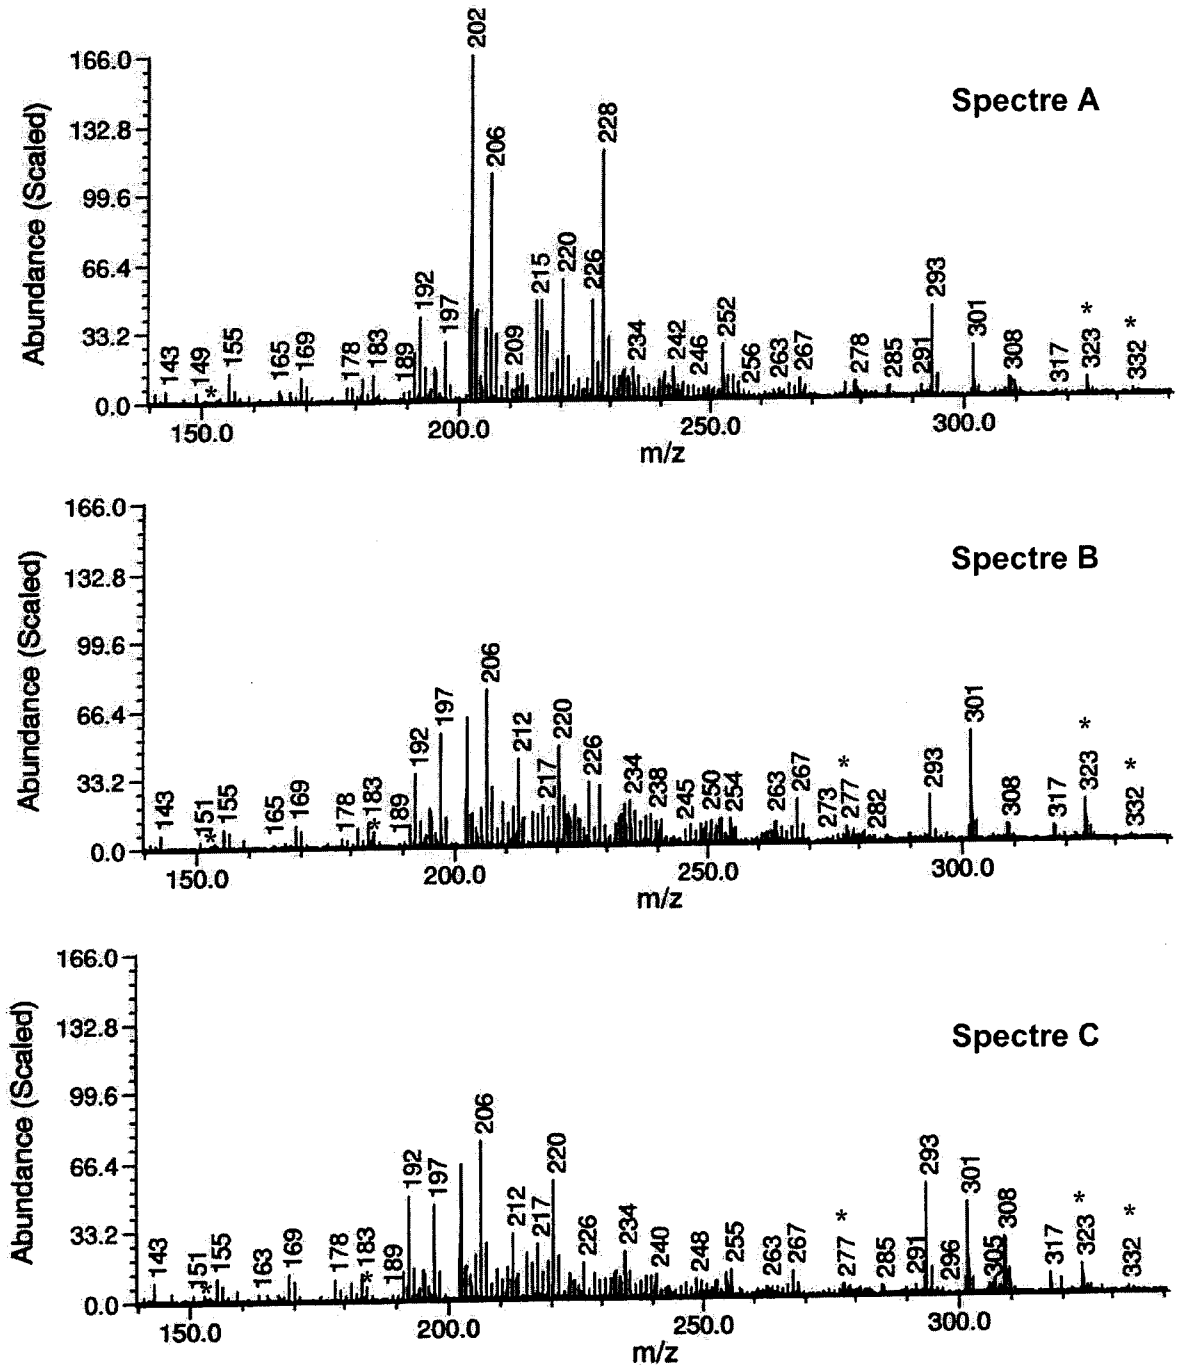 Spectre A
Abundance (Scaled)
166.0
132.8
99.6
66.4
33.2
0.0
143 149 * 155 165 169 178 183 189 192 197 202 206 209 215 220 226 228 234 242 246 252 256 263 267 278 285 291 293 301 308 317 323 * 332 *
150.0 200.0 250.0 300.0
m/z
Spectre B
Abundance (Scaled)
166.0
132.8
99.6
66.4
33.2
0.0
143 151 * 155 165 169 178 * 183 189 192 197 206 212 217 220 226 234 238 245 250 254 263 267 273 277 * 282 293 301 308 317 323 * 332 *
150.0 200.0 250.0 300.0
m/z
Spectre C
Abundance (Scaled)
166.0
132.8
99.6
66.4
33.2
0.0
143 151 * 155 163 169 178 * 183 189 192 197 206 212 217 220 226 234 240 248 255 263 267 277 * 285 291 293 296 301 305 308 317 323 * 332 *
150.0 200.0 250.0 300.0
m/z